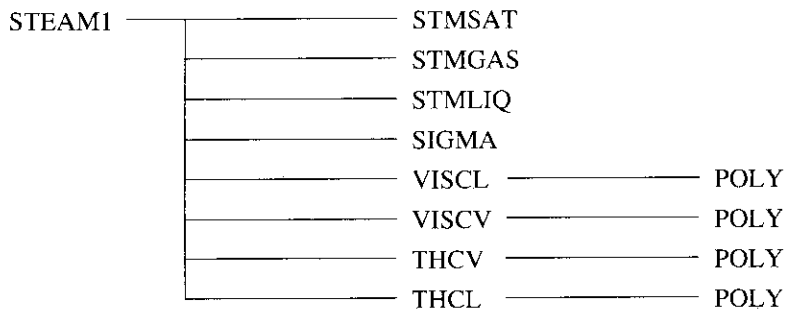 STEAM1 STMSAT
STMGAS
STMLIQ
SIGMA
VISCL POLY
VISCV POLY
THCV POLY
THCL POLY